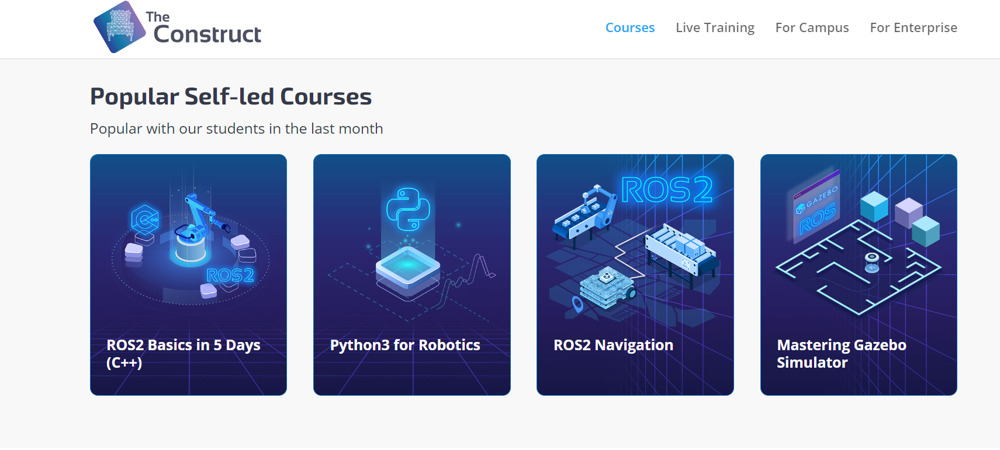 The
Construct
Courses
Live Training
For Campus
For Enterprise
Popular Self-led Courses
Popular with our students in the last month
C++
ROS2
ROS2 Basics in 5 Days
(C++)
Python3 for Robotics
ROS2
ROS2 Navigation
GAZEBO
ROS
Mastering Gazebo
Simulator